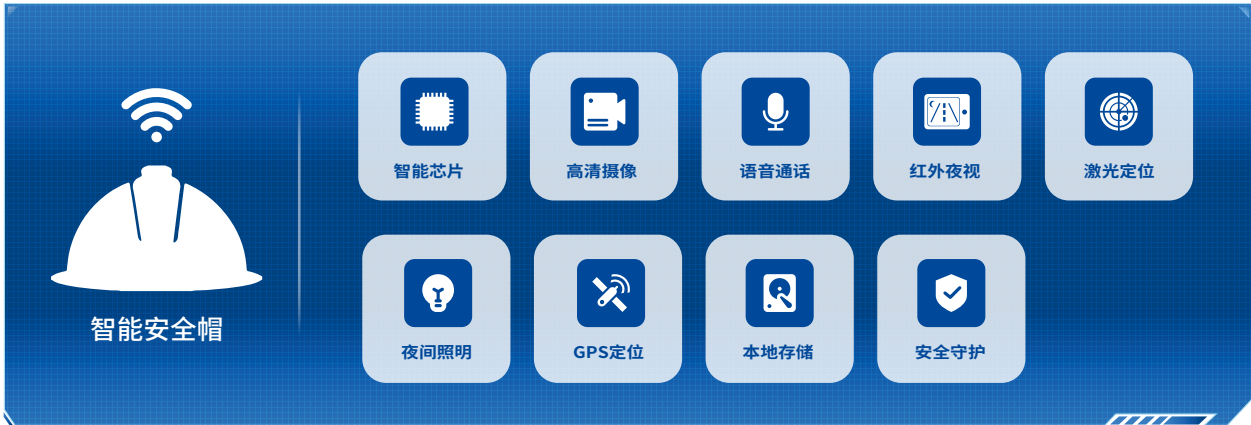 智能安全帽
智能芯片
高清摄像
语音通话
红外夜视
激光定位
夜间照明
GPS定位
本地存储
安全守护